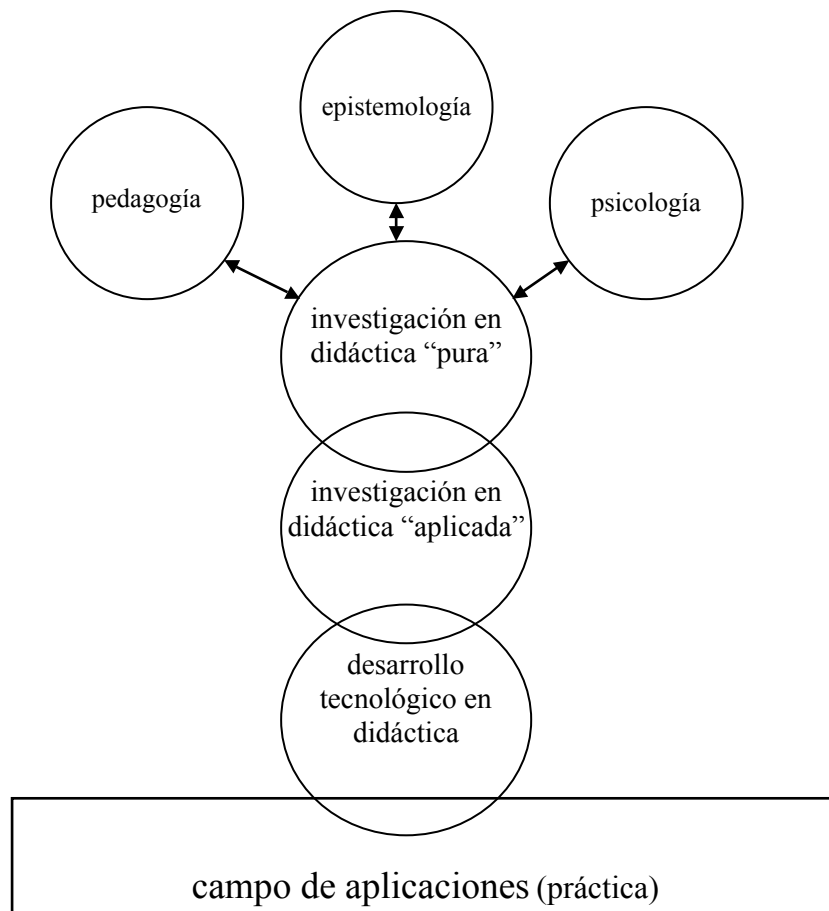 epistemología
pedagogía
psicología
investigación en
didáctica “pura”
investigación en
didáctica “aplicada”
desarrollo
tecnológico en
didáctica
campo de aplicaciones (práctica)